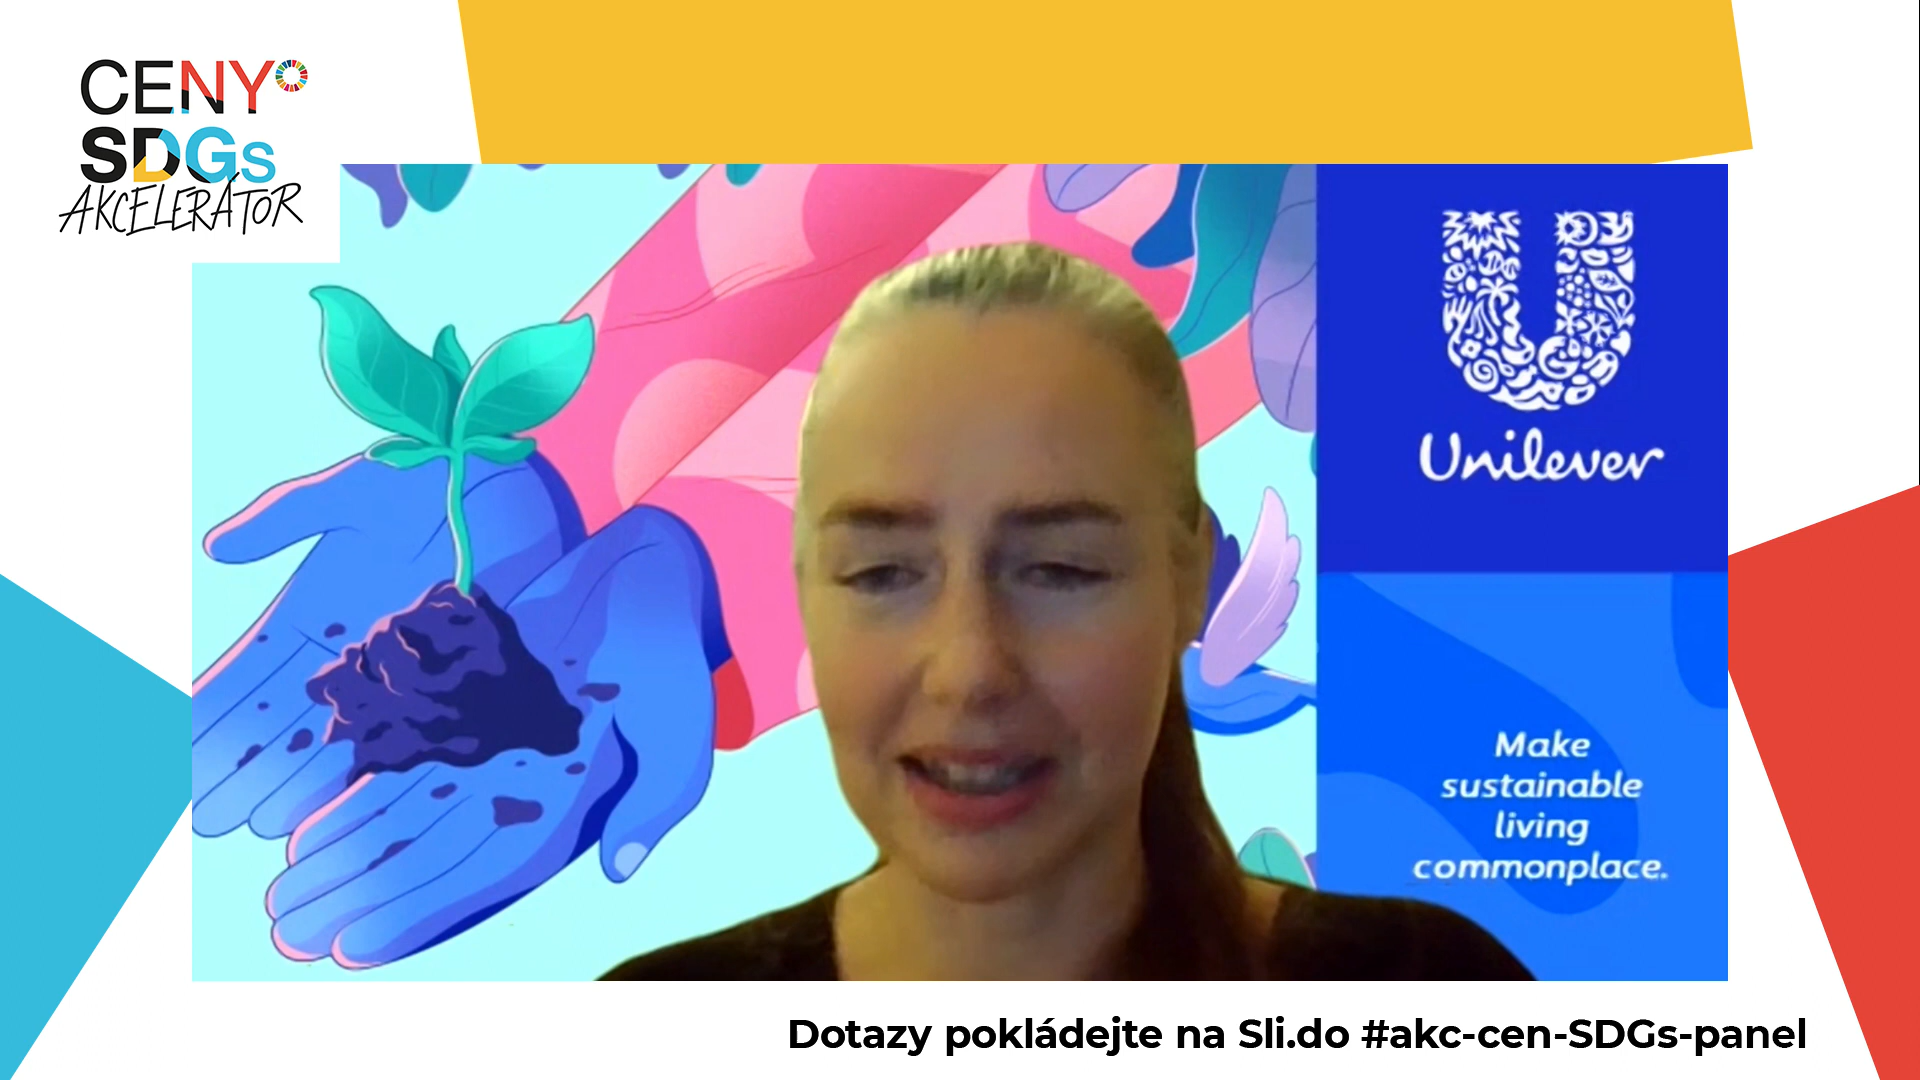 CENY
SDGs
AKCELERÁTOR
Unilever
Make
sustainable
living
commonplace.
Dotazy pokládejte na Sli.do #akc-cen-SDGs-panel